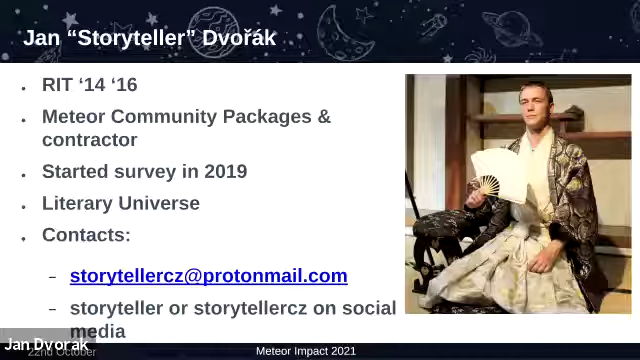 Jan “Storyteller” Dvořák
RIT ‘14 ‘16
Meteor Community Packages &
contractor
Started survey in 2019
Literary Universe
Contacts:
storytellercz@protonmail.com
storyteller or storytellercz on social
media
Jan Dvorak
22nd October
Meteor Impact 2021